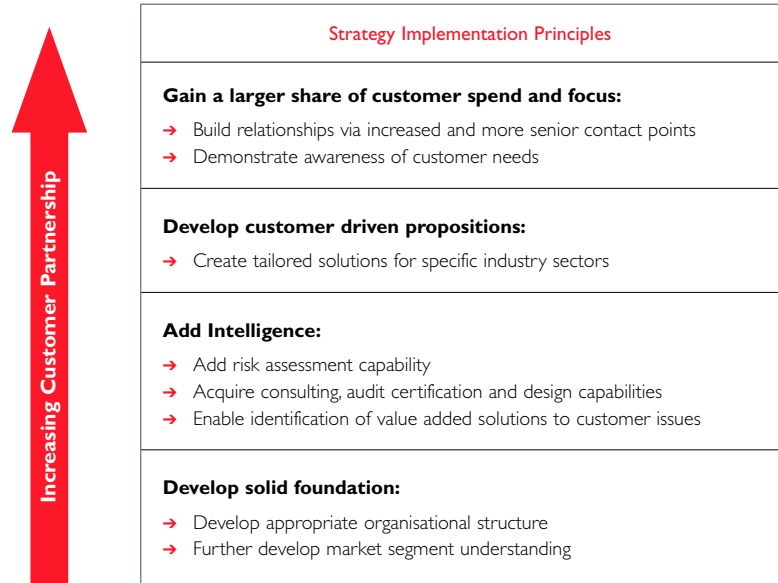 Strategy Implementation Principles
Gain a larger share of customer spend and focus:
➔ Build relationships via increased and more senior contact points
➔ Demonstrate awareness of customer needs
Develop customer driven propositions:
➔ Create tailored solutions for specific industry sectors
Add Intelligence:
➔ Add risk assessment capability
➔ Acquire consulting, audit certification and design capabilities
➔ Enable identification of value added solutions to customer issues
Develop solid foundation:
➔ Develop appropriate organisational structure
➔ Further develop market segment understanding
Increasing Customer Partnership